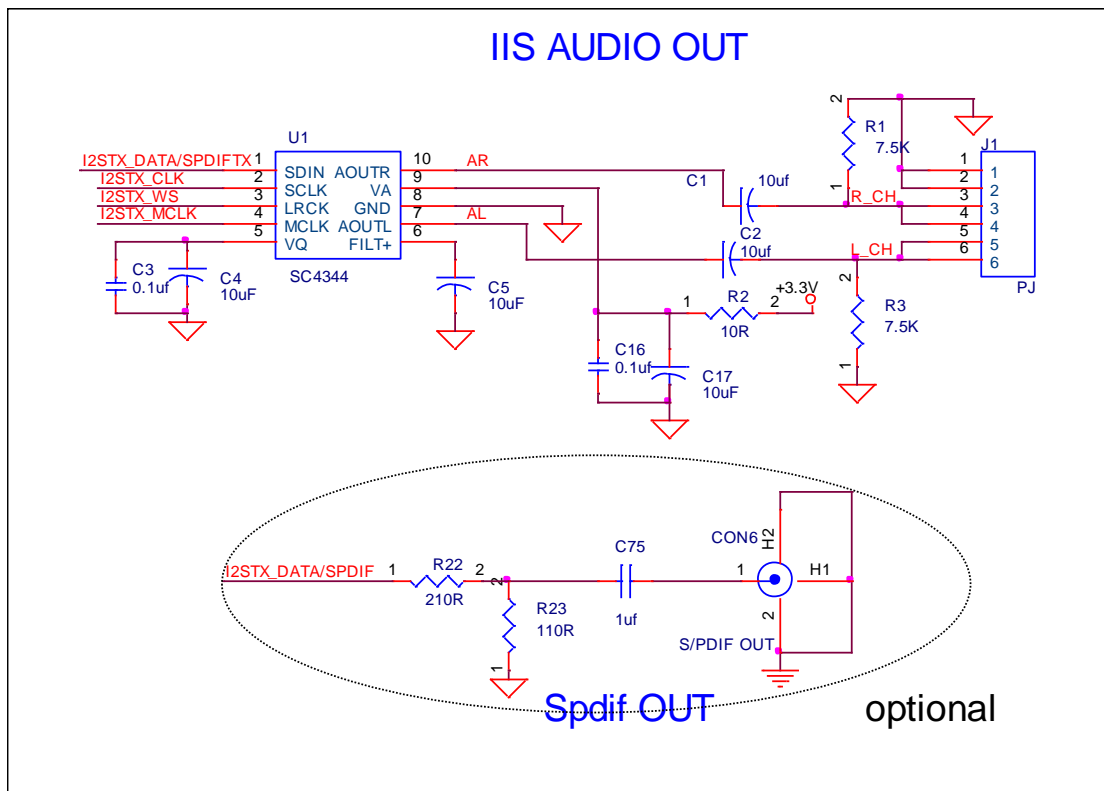 IIS AUDIO OUT
U1
I2STX_DATA/SPDIFTX 1 SDIN AOUTR 10 AR
I2STX_CLK 2 SCLK VA 9
I2STX_WS 3 LRCK GND 8
I2STX_MCLK 4 MCLK AOUTL 7 AL
5 VQ FILT+ 6
SC4344
C3
0.1uf
C4
10uF
C5
10uF
C1
10uf
C2
10uf
2
R1
7.5K
1
R_CH
L_CH
J1
1 1
2 2
3 3
4 4
5 5
6 6
PJ
1 R2 2
10R
+3.3V
2
R3
7.5K
1
C16
0.1uf
C17
10uF
I2STX_DATA/SPDIF
1 R22 2
210R
2
R23
110R
1
C75
1uf
CON6
H2
1
H1
2
S/PDIF OUT
Spdif OUT
optional